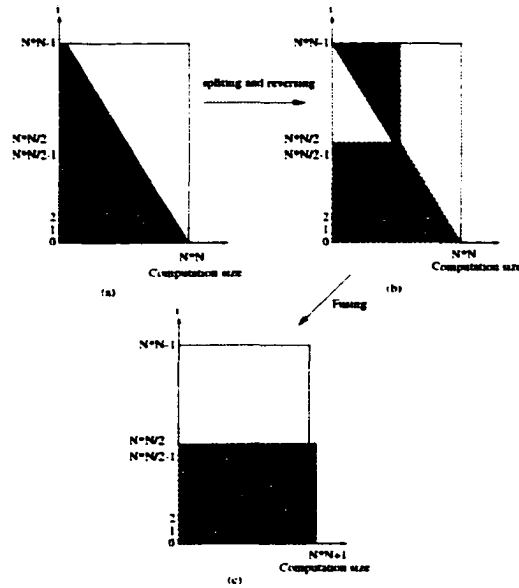 i
N*N-1
N*N/2
N*N/2-1
2
1
0
N*N
Computation size
(a)
spliting and reversing
i
N*N-1
N*N/2
N*N/2-1
2
1
0
N*N
Computation size
(b)
Fusing
i
N*N-1
N*N/2
N*N/2-1
2
1
0
N*N+1
Computation size
(c)